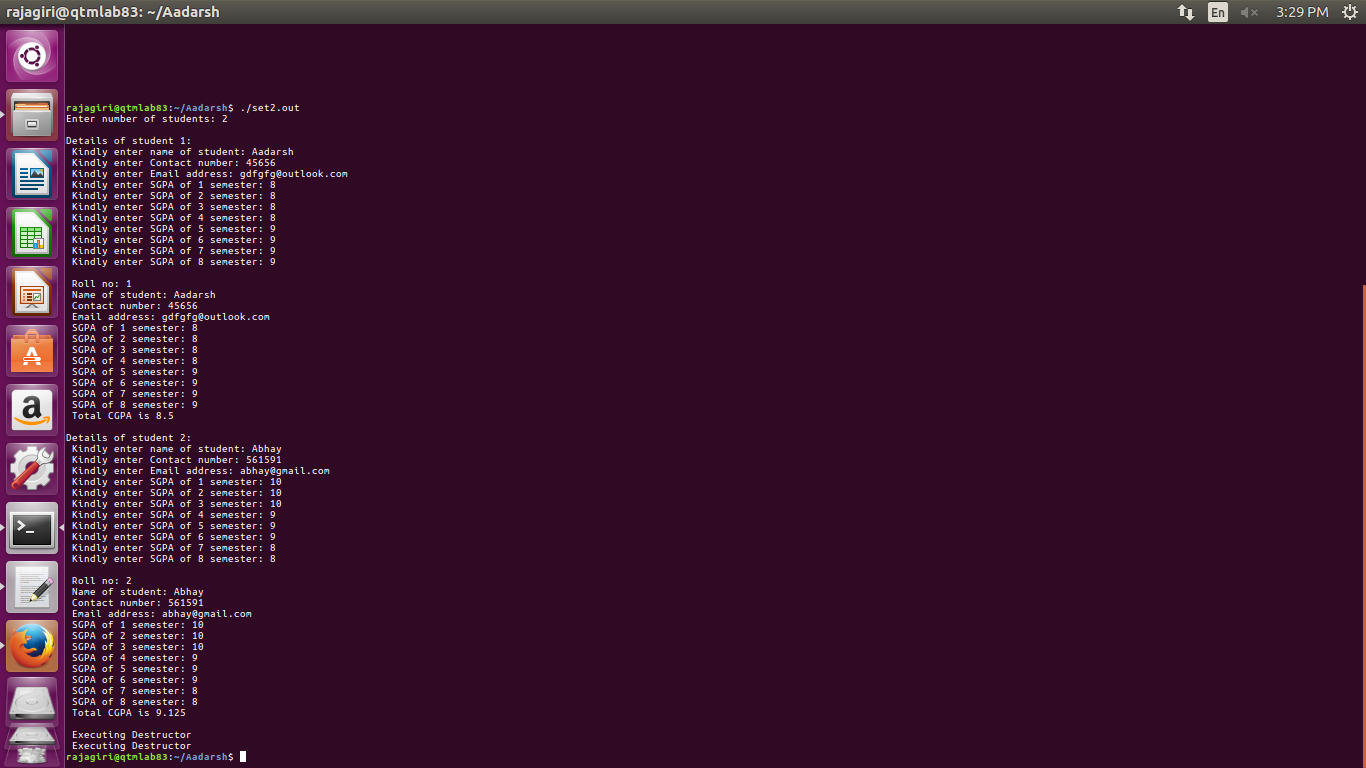 rajagiri@qtmlab83: ~/Aadarsh
En
3:29 PM
rajagiri@qtmlab83:~/Aadarsh$ ./set2.out
Enter number of students: 2
Details of student 1:
Kindly enter name of student: Aadarsh
Kindly enter Contact number: 45656
Kindly enter Email address: gdfgfg@outlook.com
Kindly enter SGPA of 1 semester: 8
Kindly enter SGPA of 2 semester: 8
Kindly enter SGPA of 3 semester: 8
Kindly enter SGPA of 4 semester: 8
Kindly enter SGPA of 5 semester: 9
Kindly enter SGPA of 6 semester: 9
Kindly enter SGPA of 7 semester: 9
Kindly enter SGPA of 8 semester: 9
Roll no: 1
Name of student: Aadarsh
Contact number: 45656
Email address: gdfgfg@outlook.com
SGPA of 1 semester: 8
SGPA of 2 semester: 8
SGPA of 3 semester: 8
SGPA of 4 semester: 8
SGPA of 5 semester: 9
SGPA of 6 semester: 9
SGPA of 7 semester: 9
SGPA of 8 semester: 9
Total CGPA is 8.5
Details of student 2:
Kindly enter name of student: Abhay
Kindly enter Contact number: 561591
Kindly enter Email address: abhay@gmail.com
Kindly enter SGPA of 1 semester: 10
Kindly enter SGPA of 2 semester: 10
Kindly enter SGPA of 3 semester: 10
Kindly enter SGPA of 4 semester: 9
Kindly enter SGPA of 5 semester: 9
Kindly enter SGPA of 6 semester: 9
Kindly enter SGPA of 7 semester: 8
Kindly enter SGPA of 8 semester: 8
Roll no: 2
Name of student: Abhay
Contact number: 561591
Email address: abhay@gmail.com
SGPA of 1 semester: 10
SGPA of 2 semester: 10
SGPA of 3 semester: 10
SGPA of 4 semester: 9
SGPA of 5 semester: 9
SGPA of 6 semester: 9
SGPA of 7 semester: 8
SGPA of 8 semester: 8
Total CGPA is 9.125
Executing Destructor
Executing Destructor
rajagiri@qtmlab83:~/Aadarsh$